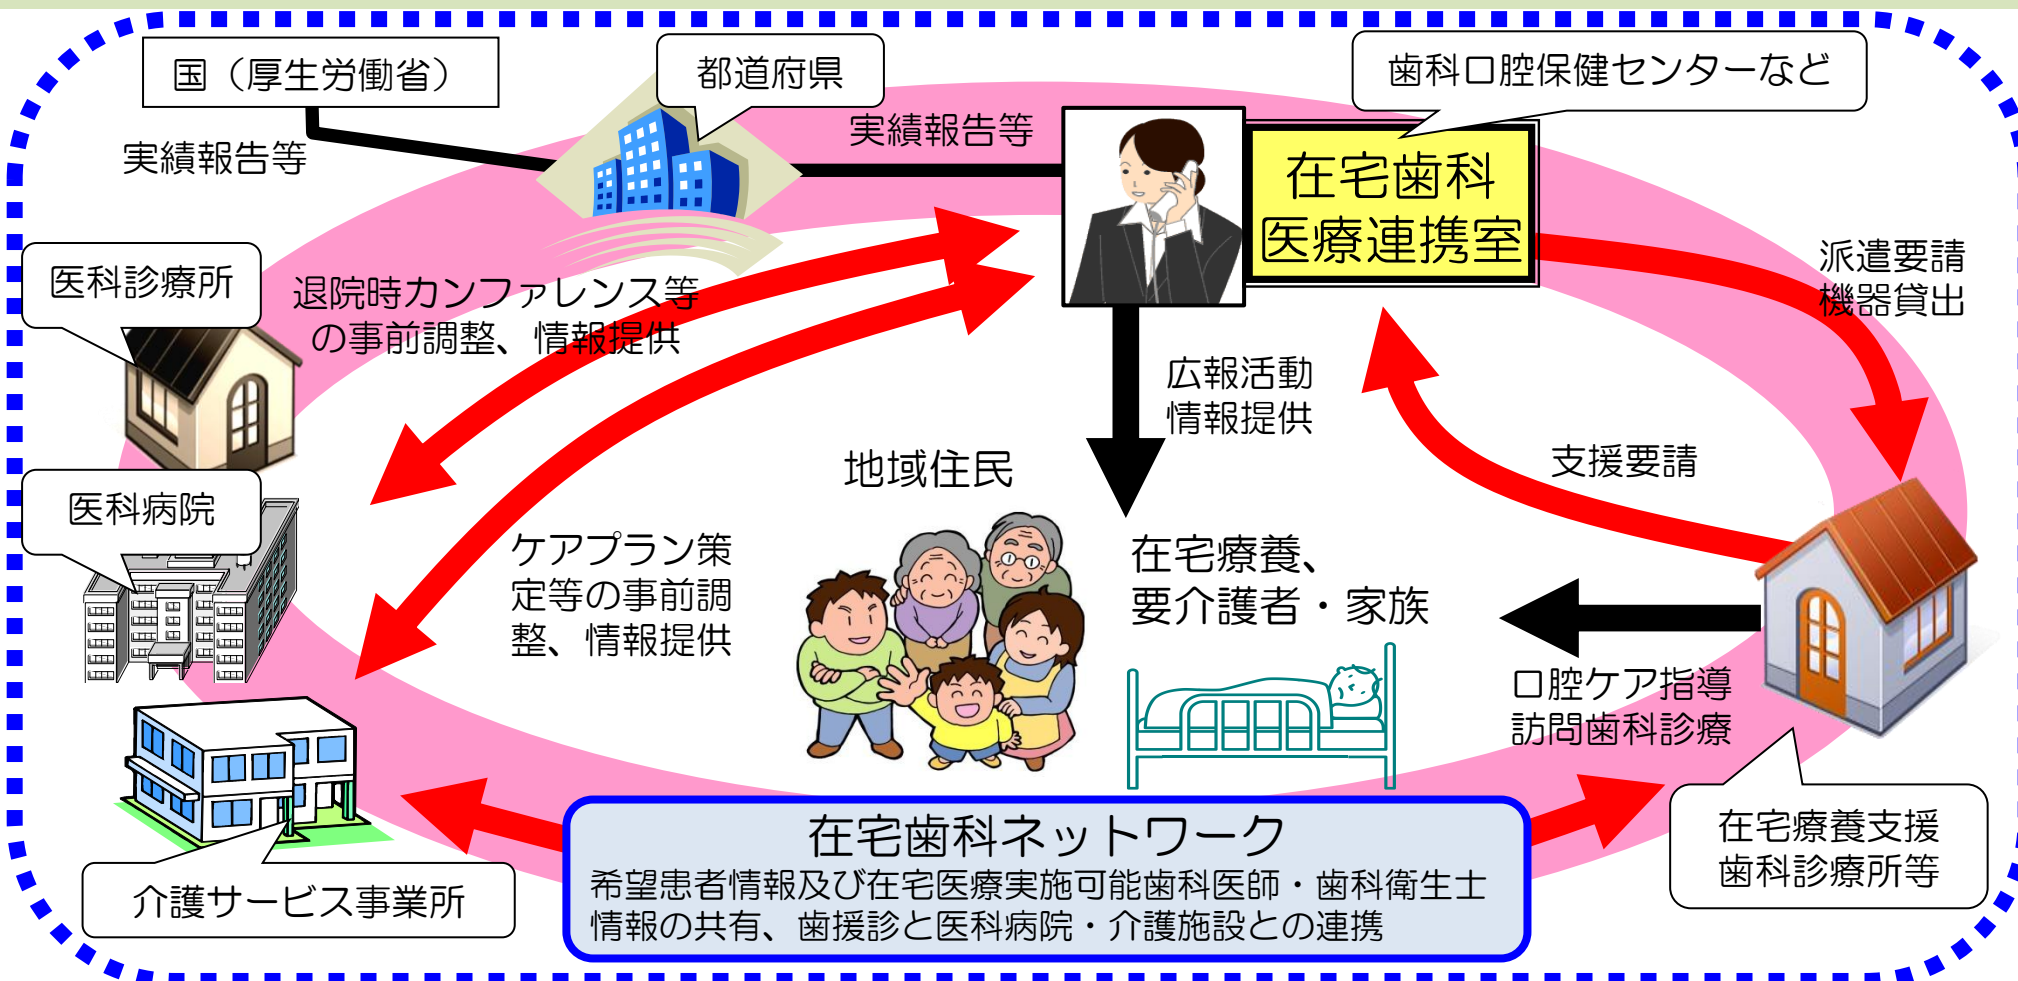 国（厚生労働省）
都道府県
歯科口腔保健センターなど
実績報告等
実績報告等
在宅歯科
医療連携室
医科診療所
退院時カンファレンス等
の事前調整、情報提供
派遣要請
機器貸出
広報活動
情報提供
地域住民
支援要請
医科病院
ケアプラン策
定等の事前調
整、情報提供
在宅療養、
要介護者・家族
口腔ケア指導
訪問歯科診療
在宅歯科ネットワーク
希望患者情報及び在宅医療実施可能歯科医師・歯科衛生士
情報の共有、歯援診と医科病院・介護施設との連携
在宅療養支援
歯科診療所等
介護サービス事業所